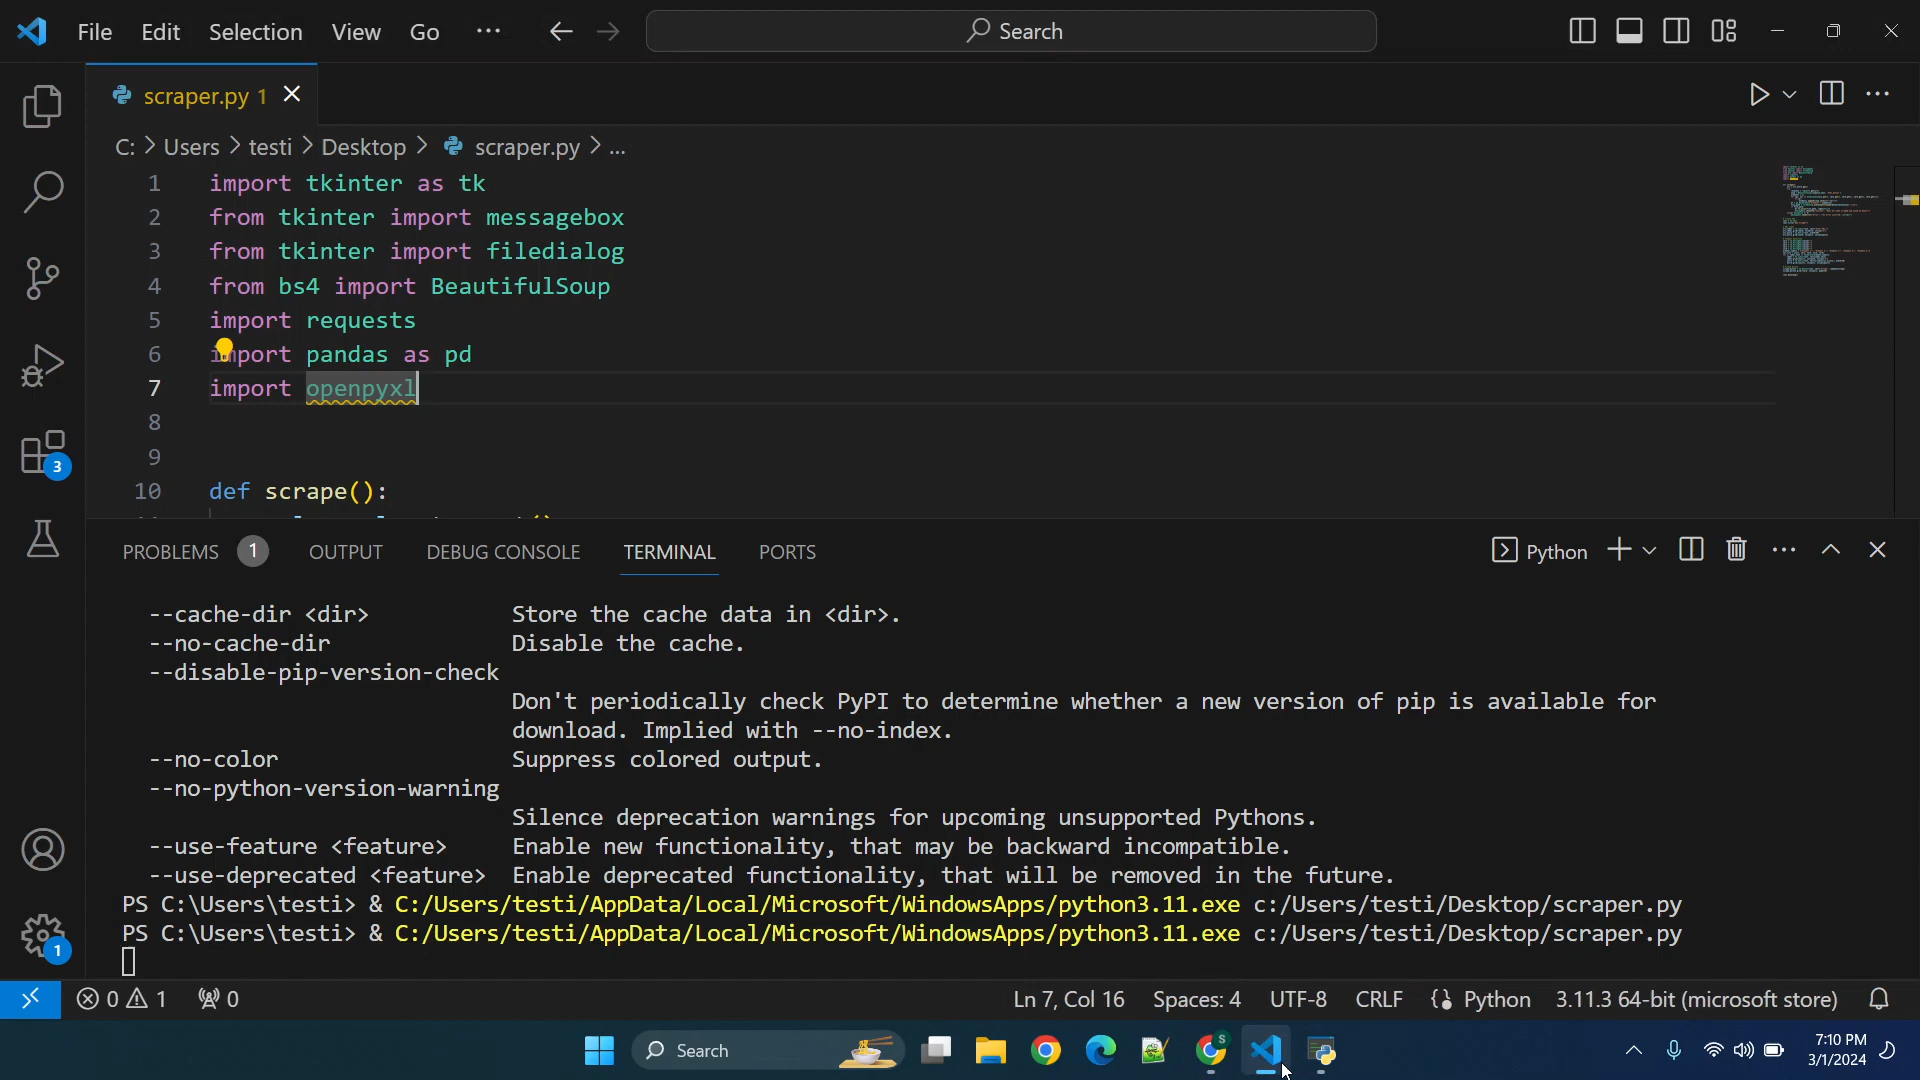 File Edit Selection View Go ··· Search
scraper.py 1
C: > Users > testi > Desktop > scraper.py > ...
1 import tkinter as tk
2 from tkinter import messagebox
3 from tkinter import filedialog
4 from bs4 import BeautifulSoup
5 import requests
6 import pandas as pd
7 import openpyxl
8
9
10 def scrape():
3
PROBLEMS 1 OUTPUT DEBUG CONSOLE TERMINAL PORTS Python
--cache-dir <dir> Store the cache data in <dir>.
--no-cache-dir Disable the cache.
--disable-pip-version-check
Don't periodically check PyPI to determine whether a new version of pip is available for
download. Implied with --no-index.
--no-color Suppress colored output.
--no-python-version-warning
Silence deprecation warnings for upcoming unsupported Pythons.
--use-feature <feature> Enable new functionality, that may be backward incompatible.
--use-deprecated <feature> Enable deprecated functionality, that will be removed in the future.
PS C:\Users\testi> & C:/Users/testi/AppData/Local/Microsoft/WindowsApps/python3.11.exe c:/Users/testi/Desktop/scraper.py
PS C:\Users\testi> & C:/Users/testi/AppData/Local/Microsoft/WindowsApps/python3.11.exe c:/Users/testi/Desktop/scraper.py
1
0 1 0 Ln 7, Col 16 Spaces: 4 UTF-8 CRLF Python 3.11.3 64-bit (microsoft store)
Search S 7:10 PM
3/1/2024